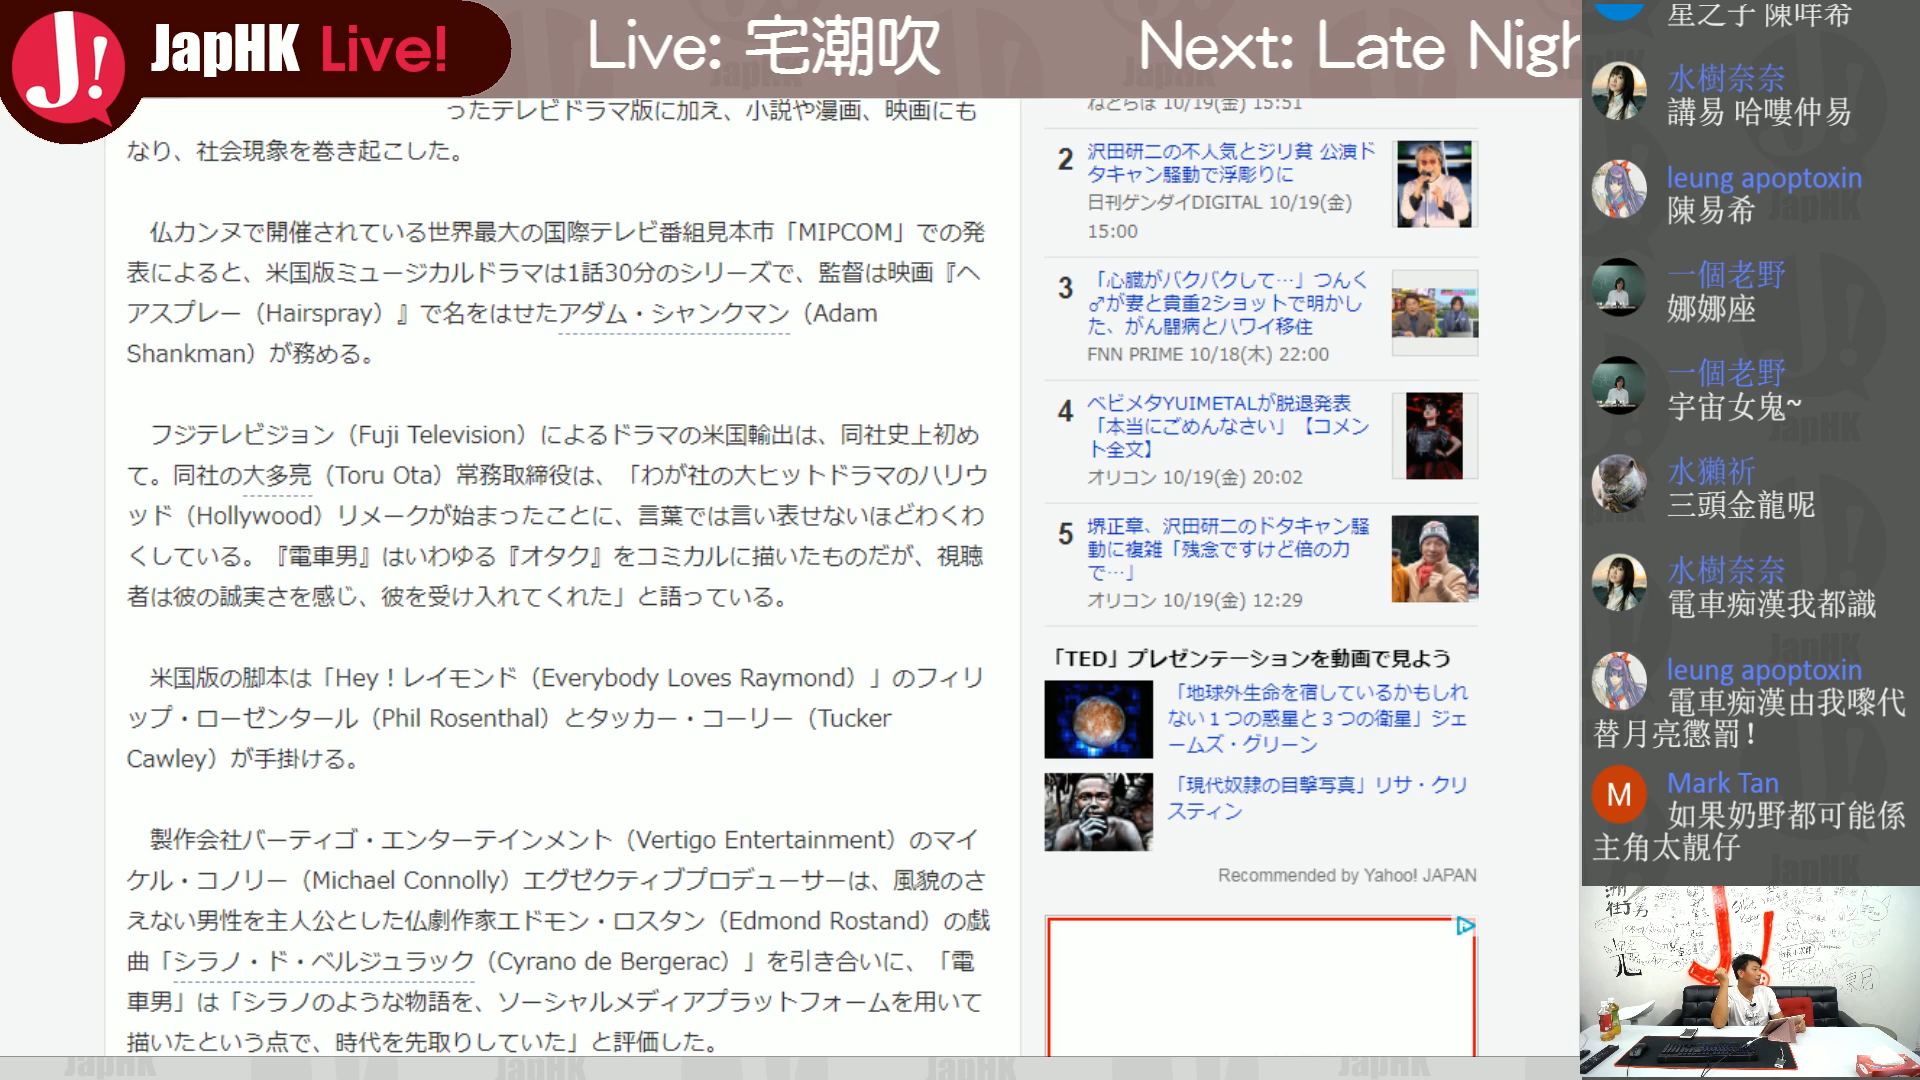 JapHK Live!
Live: 宅潮吹
Next: Late Nigh
ったテレビドラマ版に加え、小説や漫画、映画にも
なり、社会現象を巻き起こした。
仏カンヌで開催されている世界最大の国際テレビ番組見本市「MIPCOM」での発
表によると、米国版ミュージカルドラマは1話30分のシリーズで、監督は映画『ヘ
アスプレー（Hairspray）』で名をはせたアダム・シャンクマン（Adam
Shankman）が務める。
フジテレビジョン（Fuji Television）によるドラマの米国輸出は、同社史上初め
て。同社の大多亮（Toru Ota）常務取締役は、「わが社の大ヒットドラマのハリウ
ッド（Hollywood）リメークが始まったことに、言葉では言い表せないほどわくわ
くしている。『電車男』はいわゆる『オタク』をコミカルに描いたものだが、視聴
者は彼の誠実さを感じ、彼を受け入れてくれた」と語っている。
米国版の脚本は「Hey！レイモンド（Everybody Loves Raymond）」のフィリ
ップ・ローゼンタール（Phil Rosenthal）とタッカー・コーリー（Tucker
Cawley）が手掛ける。
製作会社バーティゴ・エンターテインメント（Vertigo Entertainment）のマイ
ケル・コノリー（Michael Connolly）エグゼクティブプロデューサーは、風貌のさ
えない男性を主人公とした仏劇作家エドモン・ロスタン（Edmond Rostand）の戯
曲「シラノ・ド・ベルジュラック（Cyrano de Bergerac）」を引き合いに、「電
車男」は「シラノのような物語を、ソーシャルメディアプラットフォームを用いて
描いたという点で、時代を先取りしていた」と評価した。
ねとらぼ 10/19(金) 15:51
2 沢田研二の不人気とジリ貧 公演ド
タキャン騒動で浮彫りに
日刊ゲンダイDIGITAL 10/19(金)
15:00
3 「心臓がバクバクして…」つんく
♂が妻と貴重2ショットで明かし
た、がん闘病とハワイ移住
FNN PRIME 10/18(木) 22:00
4 ベビメタYUIMETALが脱退発表
「本当にごめんなさい」【コメン
ト全文】
オリコン 10/19(金) 20:02
5 堺正章、沢田研二のドタキャン騒
動に複雑「残念ですけど倍の力
で…」
オリコン 10/19(金) 12:29
「TED」プレゼンテーションを動画で見よう
「地球外生命を宿しているかもしれ
ない１つの惑星と３つの衛星」ジェ
ームズ・グリーン
「現代奴隷の目撃写真」リサ・クリ
スティン
Recommended by Yahoo! JAPAN
星之子 陳咩希
水樹奈奈
講易 哈嘍仲易
leung apoptoxin
陳易希
一個老野
娜娜座
一個老野
宇宙女鬼~
水獺祈
三頭金龍呢
水樹奈奈
電車痴漢我都識
leung apoptoxin
電車痴漢由我嚟代
替月亮懲罰！
M
Mark Tan
如果奶野都可能係
主角太靚仔